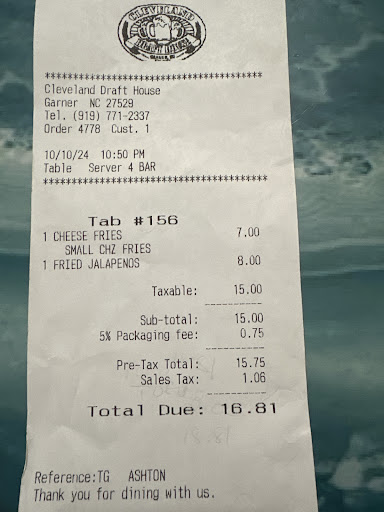 CLEVELAND
DRAFT HOUSE
************************************
Cleveland Draft House
Garner NC 27529
Tel. (919) 771-2337
Order 4778 Cust. 1
10/10/24 10:50 PM
Table Server 4 BAR
*************************************
Tab #156
1 CHEESE FRIES 7.00
SMALL CHZ FRIES
1 FRIED JALAPENOS 8.00
Taxable: 15.00
----------
Sub-total: 15.00
5% Packaging fee: 0.75
----------
Pre-Tax Total: 15.75
Sales Tax: 1.06
----------
Total Due: 16.81
Reference:TG ASHTON
Thank you for dining with us.